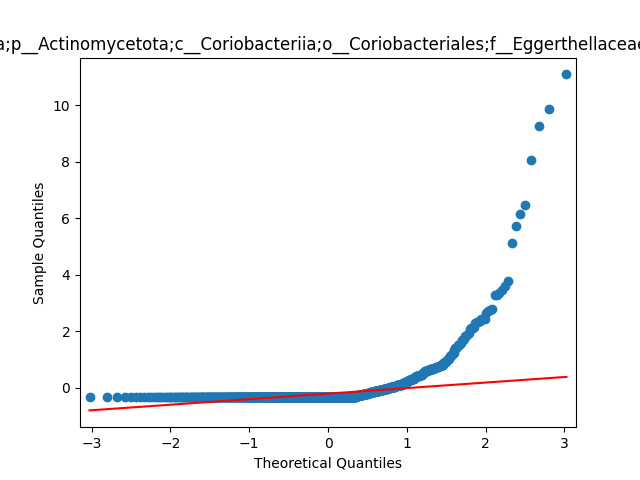 a;p__Actinomycetota;c__Coriobacteriia;o__Coriobacteriales;f__Eggerthellaceae
10
8
6
4
2
0
Sample Quantiles
−3 −2 −1 0 1 2 3
Theoretical Quantiles